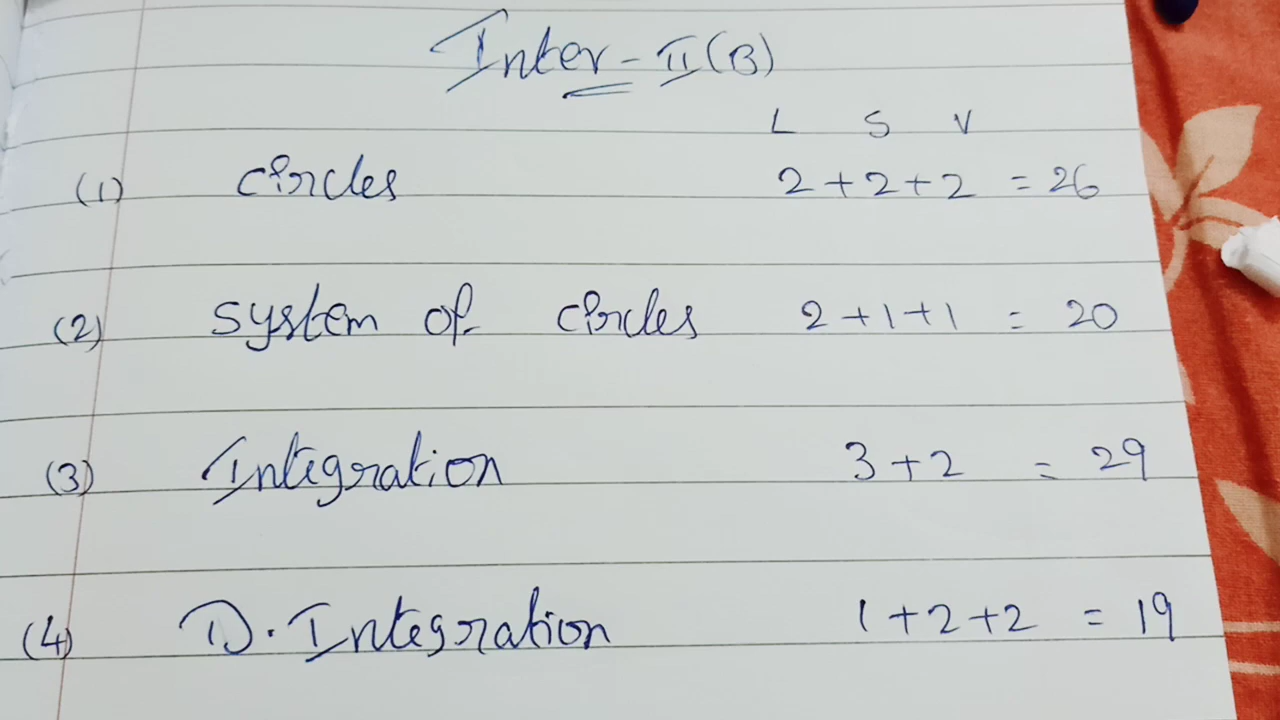 Inter - II (B)
L S V
(1) circles 2 + 2 + 2 = 26
(2) system of circles 2 + 1 + 1 = 20
(3) Integration 3 + 2 = 29
(4) D. Integration 1 + 2 + 2 = 19